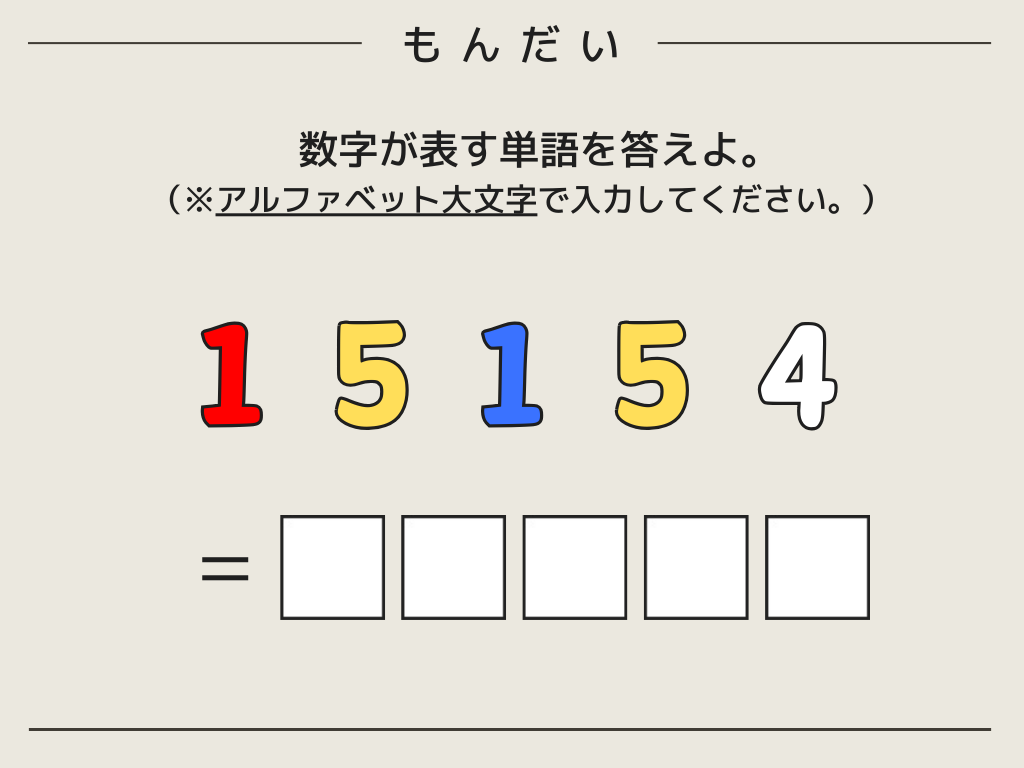 もんだい
数字が表す単語を答えよ。
（※アルファベット大文字で入力してください。）
1 5 1 5 4
=